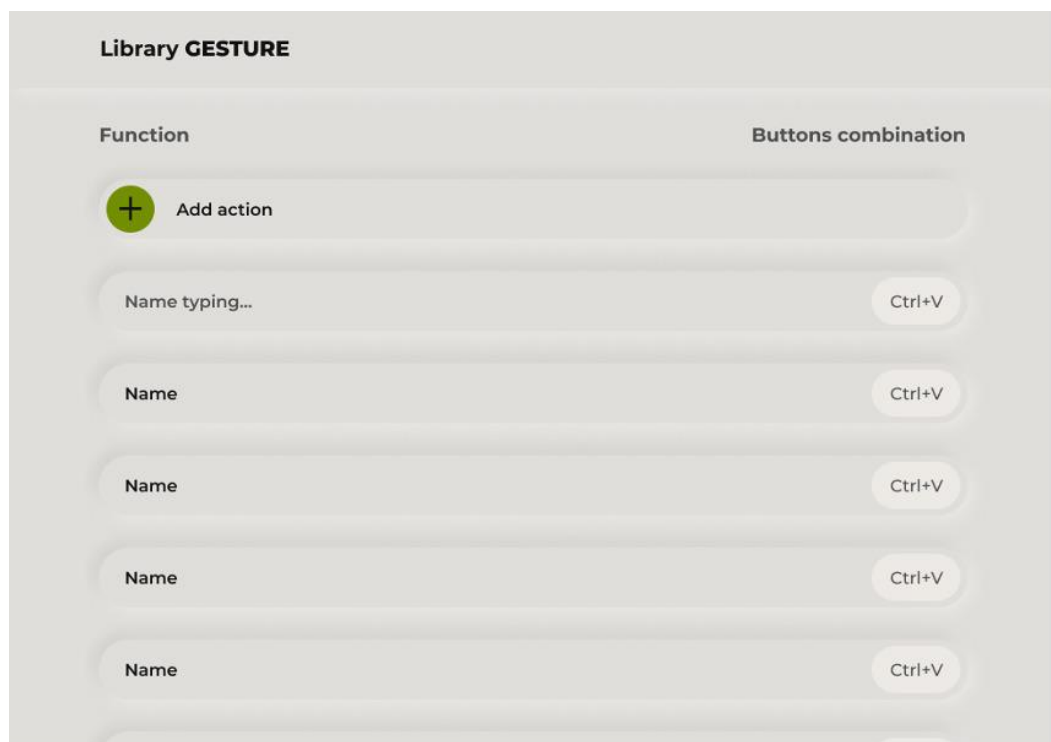 Library GESTURE
Function Buttons combination
Add action
Name typing... Ctrl+V
Name Ctrl+V
Name Ctrl+V
Name Ctrl+V
Name Ctrl+V